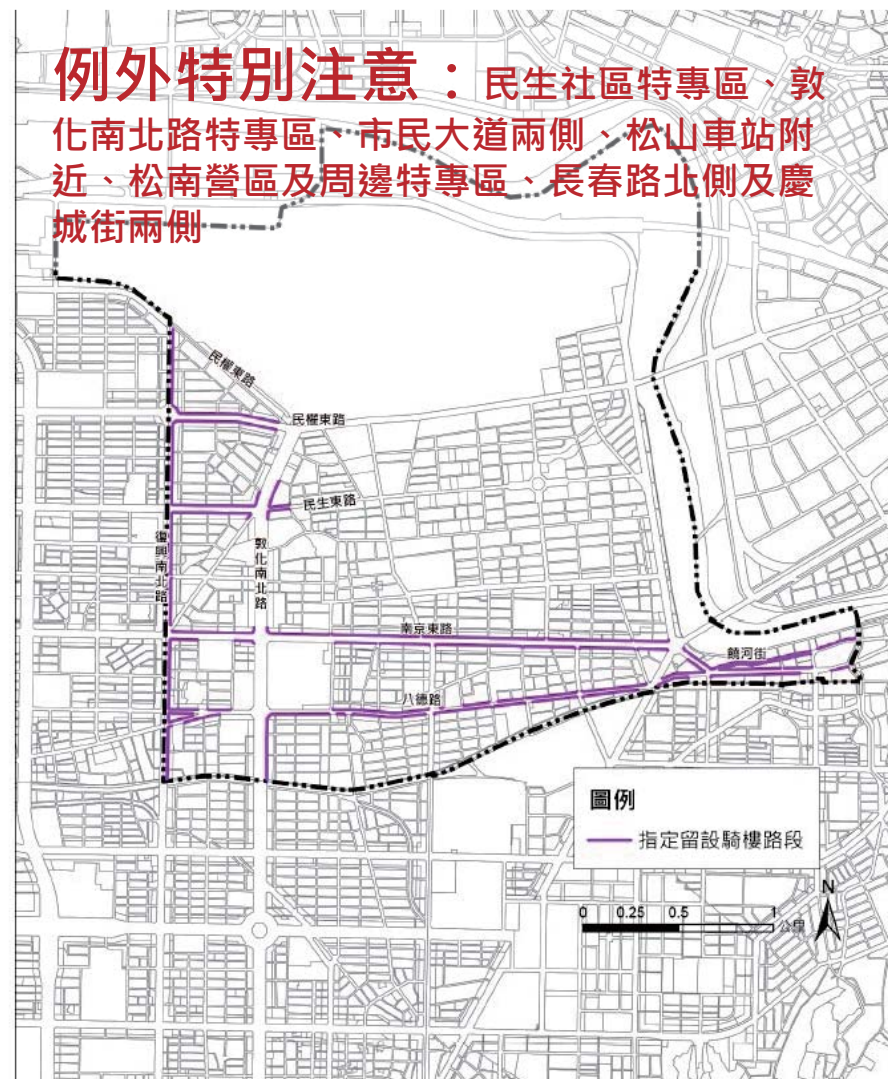 例外特別注意：民生社區特專區、敦
化南北路特專區、市民大道兩側、松山車站附
近、松南營區及周邊特專區、長春路北側及慶
城街兩側
民權東路
民權東路
民生東路
復興南北路
敦化南北路
南京東路
饒河街
八德路
圖例
指定留設騎樓路段
N
0 0.25 0.5 1
公里